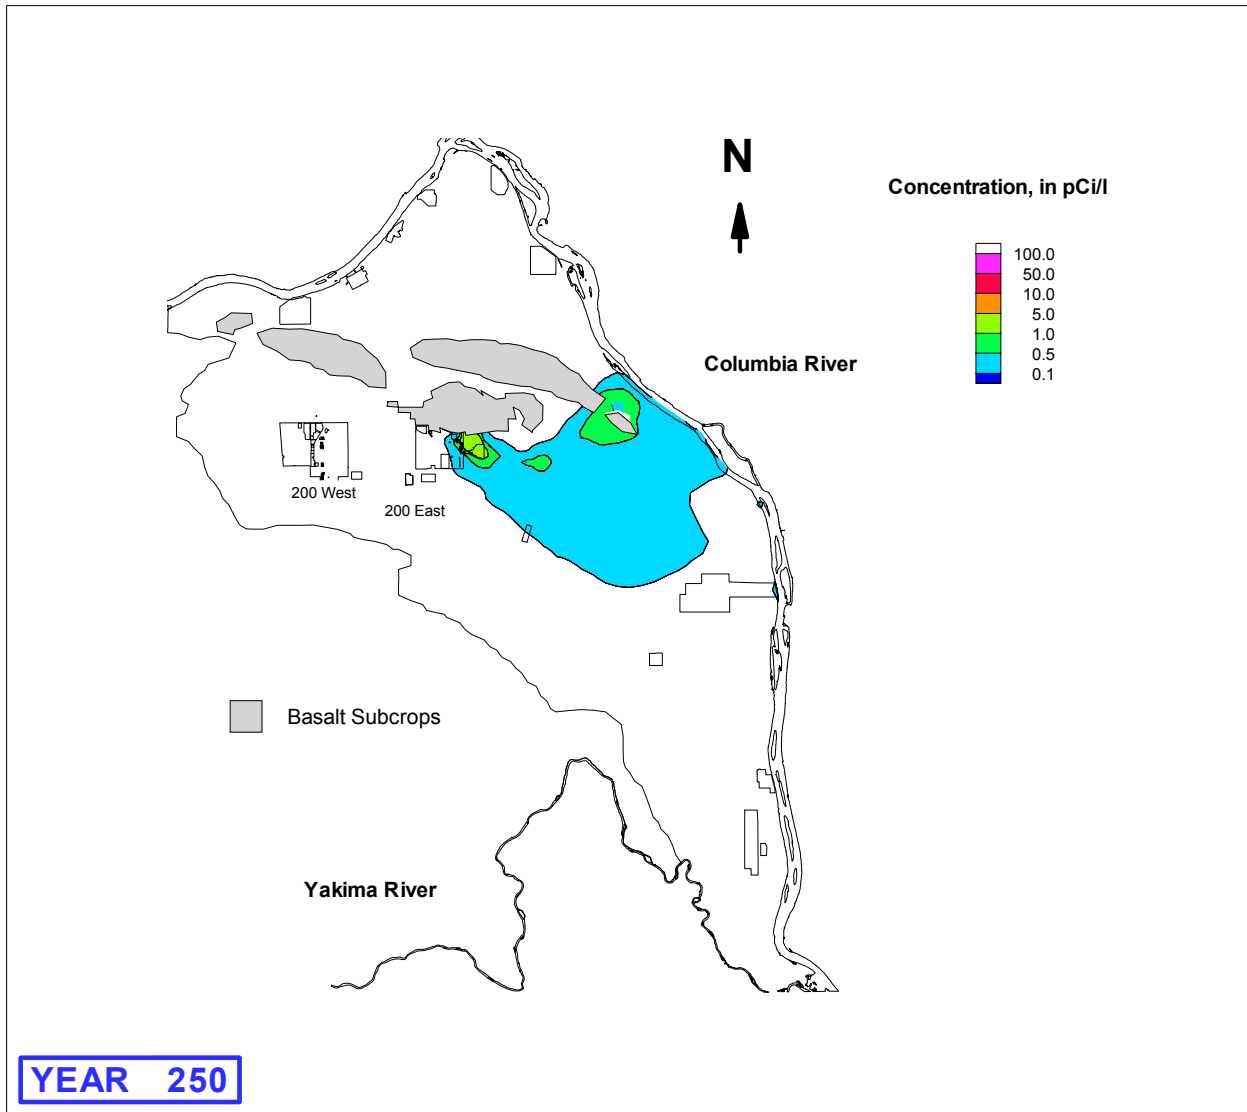 N
Concentration, in pCi/l
100.0
50.0
10.0
5.0
1.0
0.5
0.1
Columbia River
200 West
200 East
Basalt Subcrops
Yakima River
YEAR 250